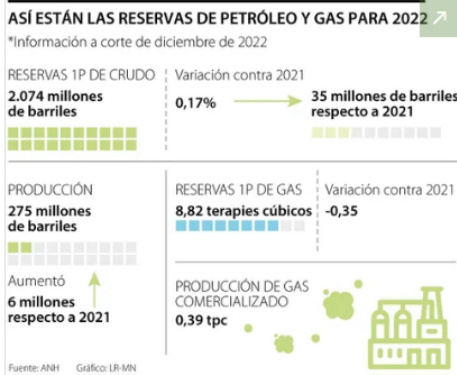 ASÍ ESTÁN LAS RESERVAS DE PETRÓLEO Y GAS PARA 2022
*Información a corte de diciembre de 2022
RESERVAS 1P DE CRUDO
2.074 millones
de barriles
Variación contra 2021
0,17%
35 millones de barriles
respecto a 2021
PRODUCCIÓN
275 millones
de barriles
Aumentó
6 millones
respecto a 2021
RESERVAS 1P DE GAS
8,82 terapies cúbicos
Variación contra 2021
-0,35
PRODUCCIÓN DE GAS
COMERCIALIZADO
0,39 tpc
Fuente: ANH Gráfico: LR-MN